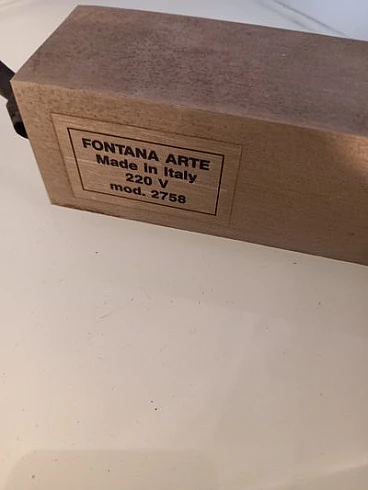 FONTANA ARTE
Made in Italy
220 V
mod. 2758